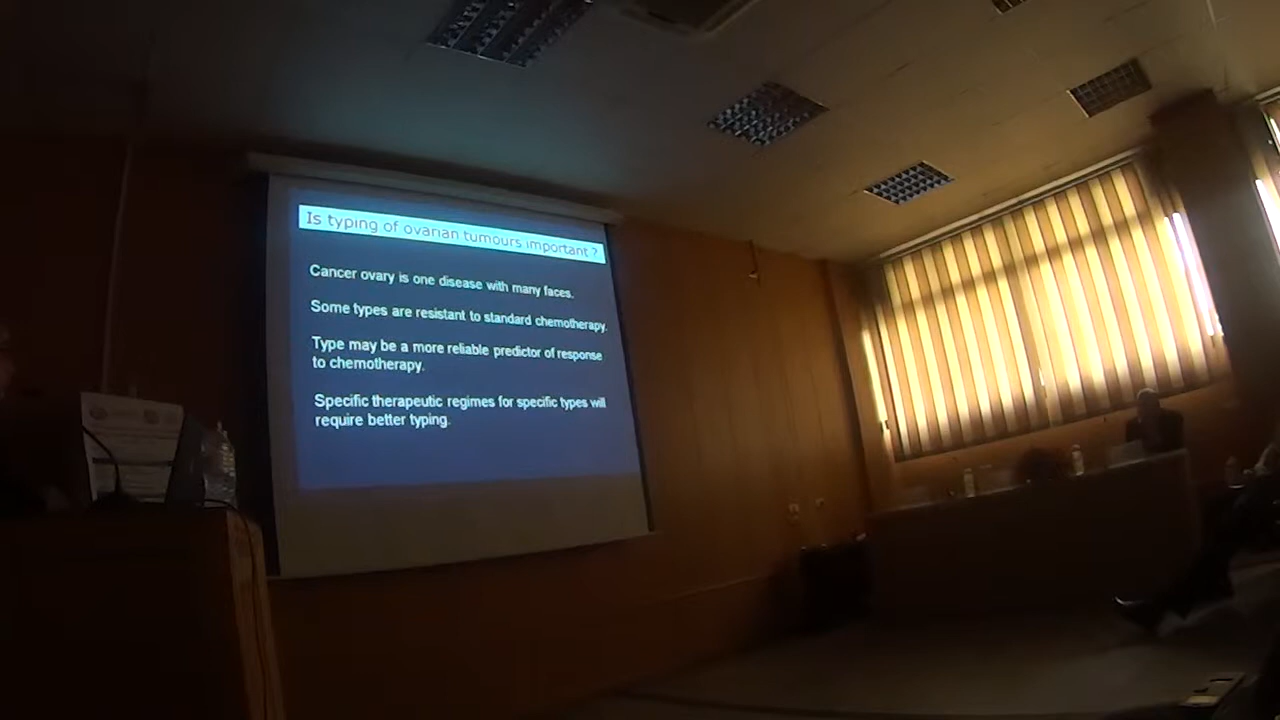 Is typing of ovarian tumours important ?
Cancer ovary is one disease with many faces.
Some types are resistant to standard chemotherapy.
Type may be a more reliable predictor of response
to chemotherapy.
Specific therapeutic regimes for specific types will
require better typing.